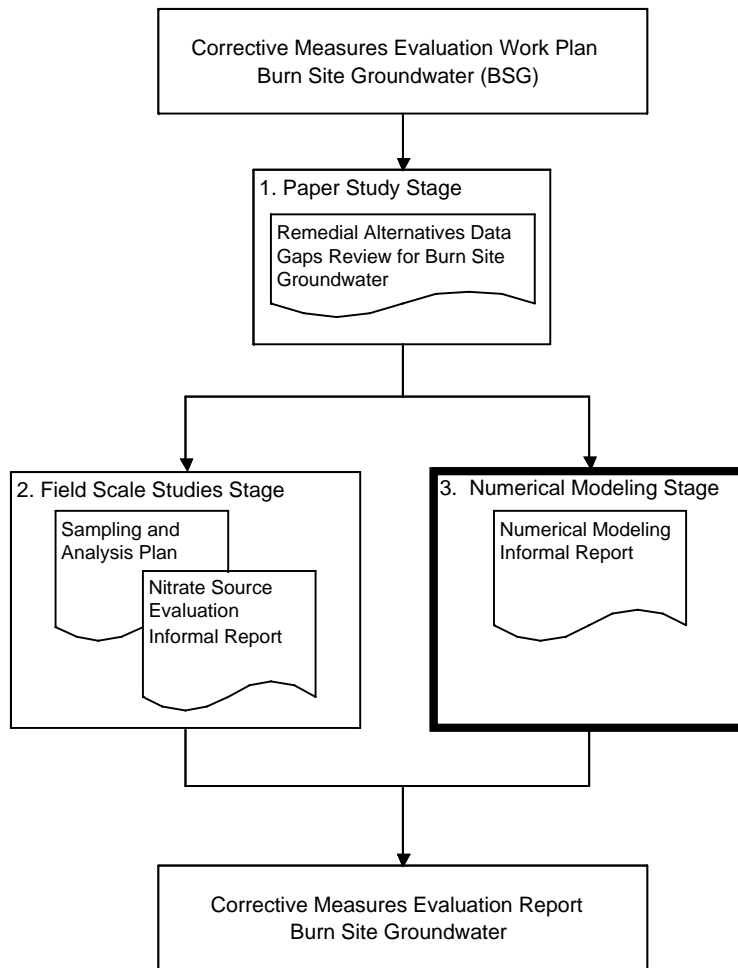 Corrective Measures Evaluation Work Plan
Burn Site Groundwater (BSG)
1. Paper Study Stage
Remedial Alternatives Data
Gaps Review for Burn Site
Groundwater
2. Field Scale Studies Stage
Sampling and
Analysis Plan
Nitrate Source
Evaluation
Informal Report
3. Numerical Modeling Stage
Numerical Modeling
Informal Report
Corrective Measures Evaluation Report
Burn Site Groundwater